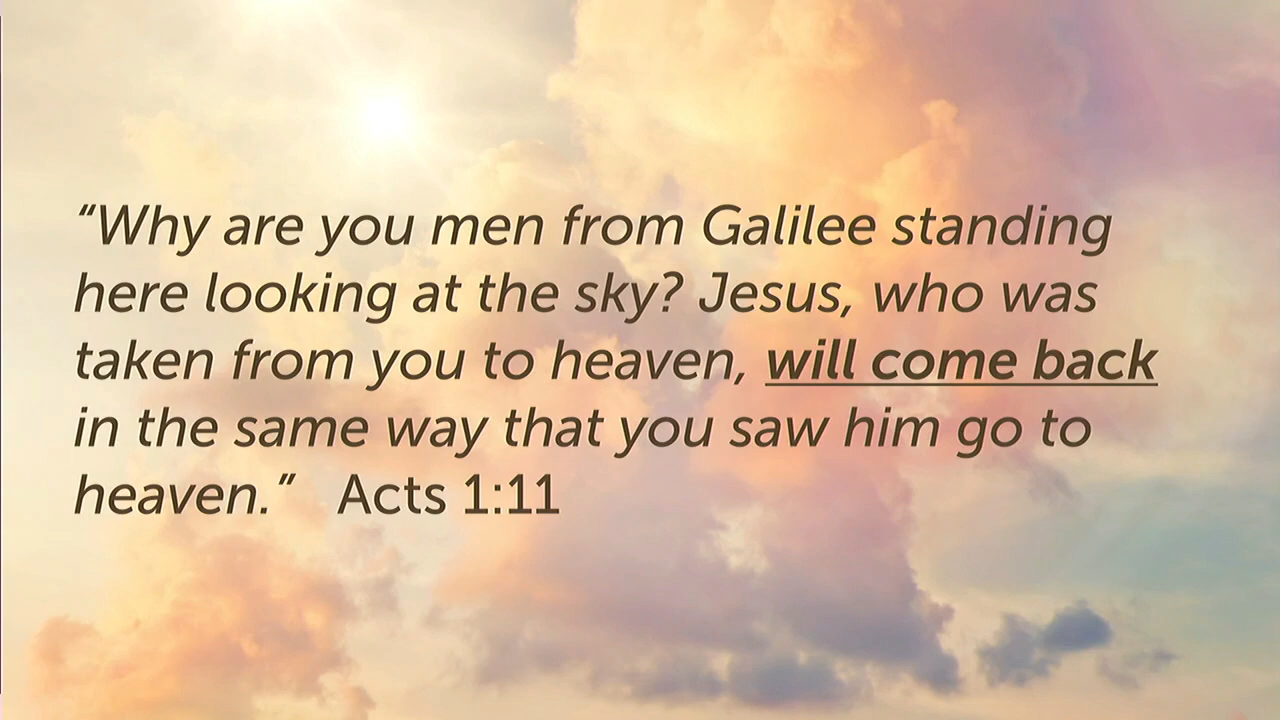 “Why are you men from Galilee standing
here looking at the sky? Jesus, who was
taken from you to heaven, will come back
in the same way that you saw him go to
heaven.” Acts 1:11